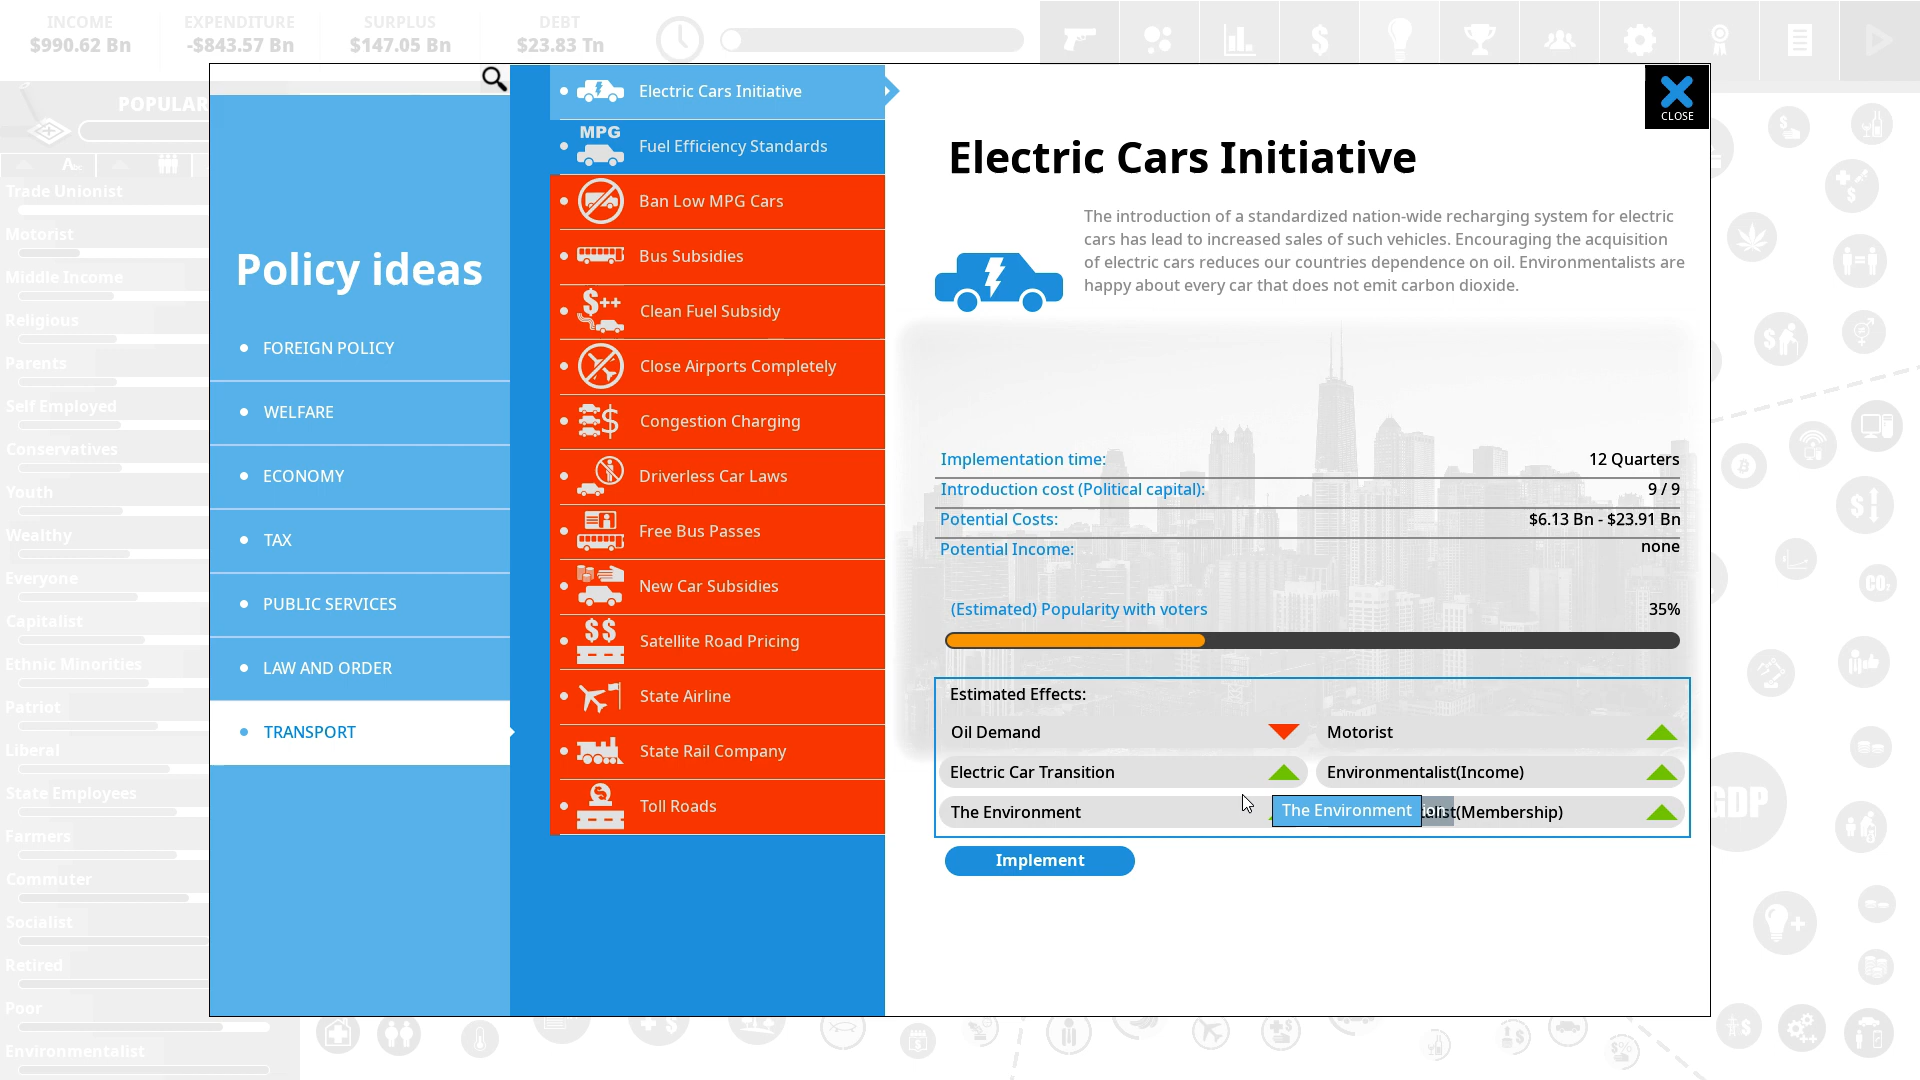 INCOME
$990.62 Bn
EXPENDITURE
-$843.57 Bn
SURPLUS
$147.05 Bn
DEBT
$23.83 Tn
POPULAR
Trade Unionist
Motorist
Middle Income
Religious
Parents
Self Employed
Conservatives
Youth
Wealthy
Everyone
Capitalist
Ethnic Minorities
Patriot
Liberal
State Employees
Farmers
Commuter
Socialist
Retired
Poor
Environmentalist
Policy ideas
FOREIGN POLICY
WELFARE
ECONOMY
TAX
PUBLIC SERVICES
LAW AND ORDER
TRANSPORT
Electric Cars Initiative
MPG
Fuel Efficiency Standards
Ban Low MPG Cars
Bus Subsidies
Clean Fuel Subsidy
Close Airports Completely
Congestion Charging
Driverless Car Laws
Free Bus Passes
New Car Subsidies
Satellite Road Pricing
State Airline
State Rail Company
Toll Roads
CLOSE
Electric Cars Initiative
The introduction of a standardized nation-wide recharging system for electric
cars has lead to increased sales of such vehicles. Encouraging the acquisition
of electric cars reduces our countries dependence on oil. Environmentalists are
happy about every car that does not emit carbon dioxide.
Implementation time: 12 Quarters
Introduction cost (Political capital): 9 / 9
Potential Costs: $6.13 Bn - $23.91 Bn
Potential Income: none
(Estimated) Popularity with voters 35%
Estimated Effects:
Oil Demand
Motorist
Electric Car Transition
Environmentalist(Income)
The Environment
The Environment
(Membership)
Implement
CO₂
GDP